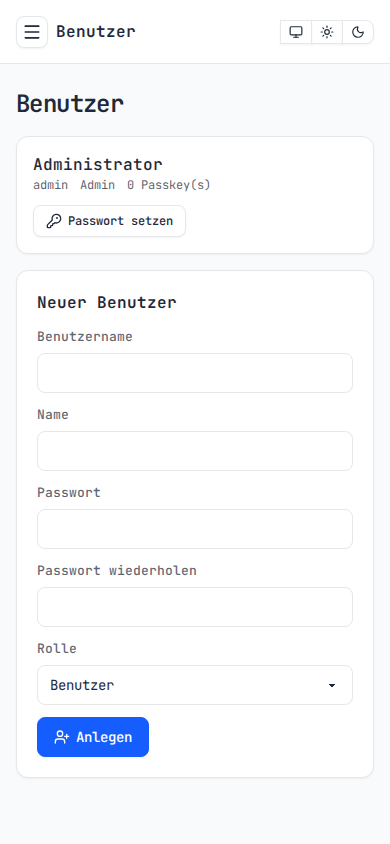 Benutzer
Benutzer
Administrator
admin Admin 0 Passkey(s)
Passwort setzen
Neuer Benutzer
Benutzername
Name
Passwort
Passwort wiederholen
Rolle
Benutzer
Anlegen